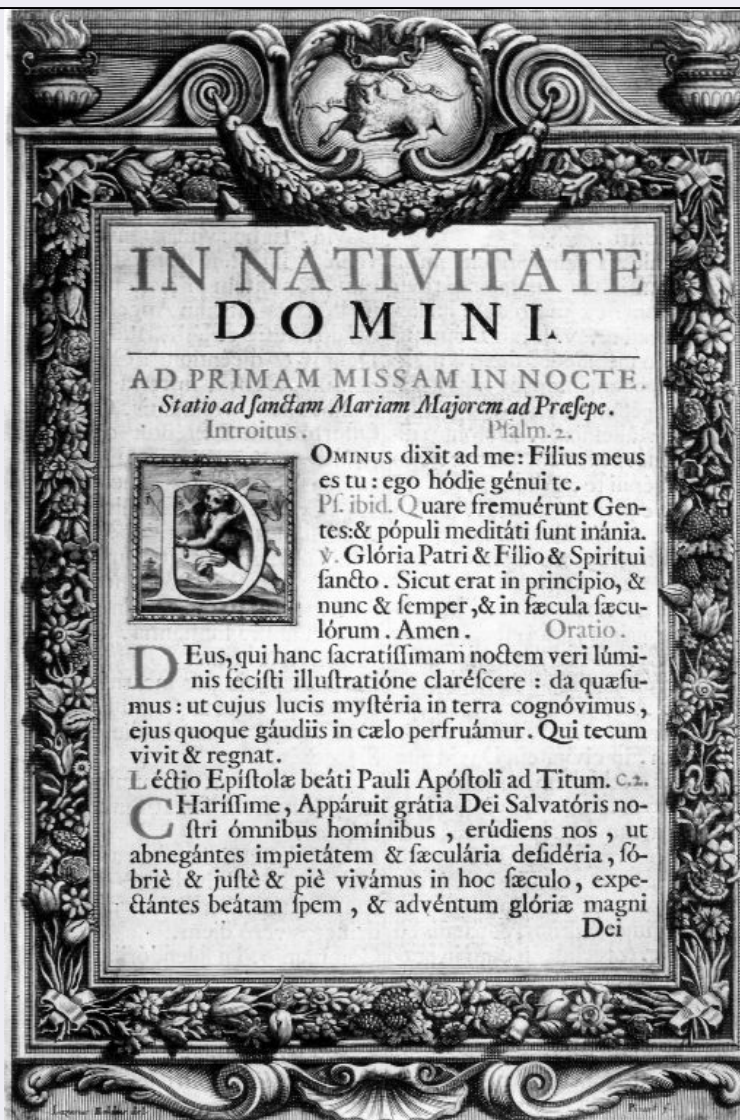 IN NATIVITATE
DOMINI.
AD PRIMAM MISSAM IN NOCTE.
Statio ad ſanctam Mariam Majorem ad Præſepe.
Introitus. Pſalm. 2.
DOMINUS dixit ad me: Fílius meus
es tu: ego hódie génui te.
Pſ. ibid. Quare fremuérunt Gen-
tes: & pópuli meditáti ſunt inánia.
℣. Glória Patri & Fílio & Spirítui
ſancto. Sicut erat in princípio, &
nunc & ſemper, & in ſæcula ſæcu-
lórum. Amen. Oratio.
DEus, qui hanc ſacratíſſimam noctem veri lúmi-
nis feciſti illuſtratióne claréſcere: da quæſu-
mus: ut cujus lucis myſtéria in terra cognóvimus,
ejus quoque gáudiis in cælo perfruámur. Qui tecum
vivit & regnat.
Léctio Epíſtolæ beáti Pauli Apóſtoli ad Titum. c.2.
CHaríſſime, Appáruit grátia Dei Salvatóris no-
ſtri ómnibus homínibus, erúdiens nos, ut
abnegántes impietátem & ſæculária deſidéria, ſó-
briè & juſtè & piè vivámus in hoc ſæculo, expe-
ctántes beátam ſpem, & advéntum glóriæ magni
Dei